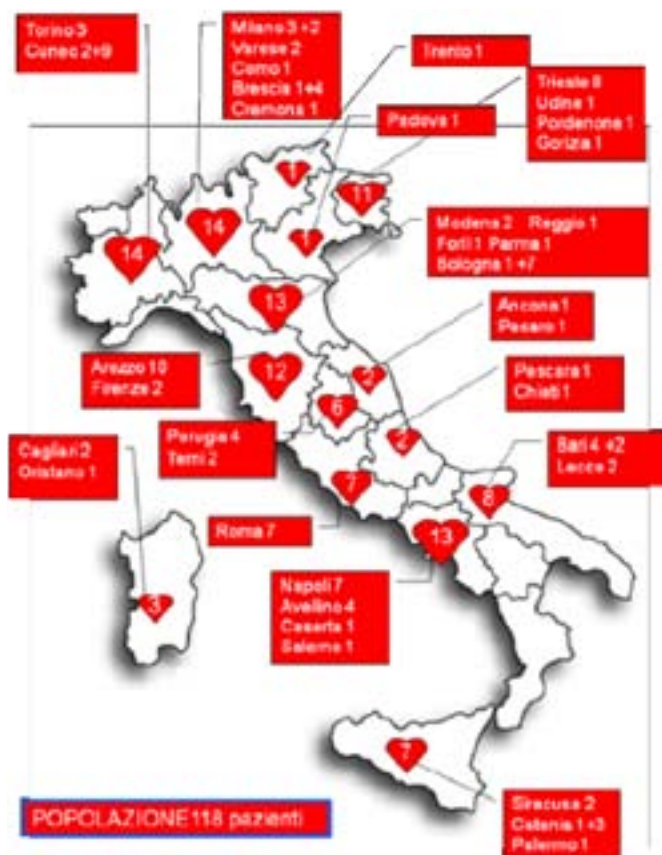 Torino 3
Cuneo 2+9
Milano 3 +2
Varese 2
Como 1
Brescia 1+4
Cremona 1
Trento 1
Padova 1
Trieste 8
Udine 1
Pordenone 1
Gorizia 1
1
11
14
14
1
Modena 2 Reggio 1
Forlì 1 Parma 1
Bologna 1 +7
13
Ancona 1
Pesaro 1
Arezzo 10
Firenze 2
12
2
6
Pescara 1
Chieti 1
Perugia 4
Terni 2
2
Bari 4 +2
Lecce 2
Cagliari 2
Oristano 1
7
8
Roma 7
13
Napoli 7
Avellino 4
Caserta 1
Salerno 1
3
7
POPOLAZIONE 118 pazienti
Siracusa 2
Catania 1 +3
Palermo 1